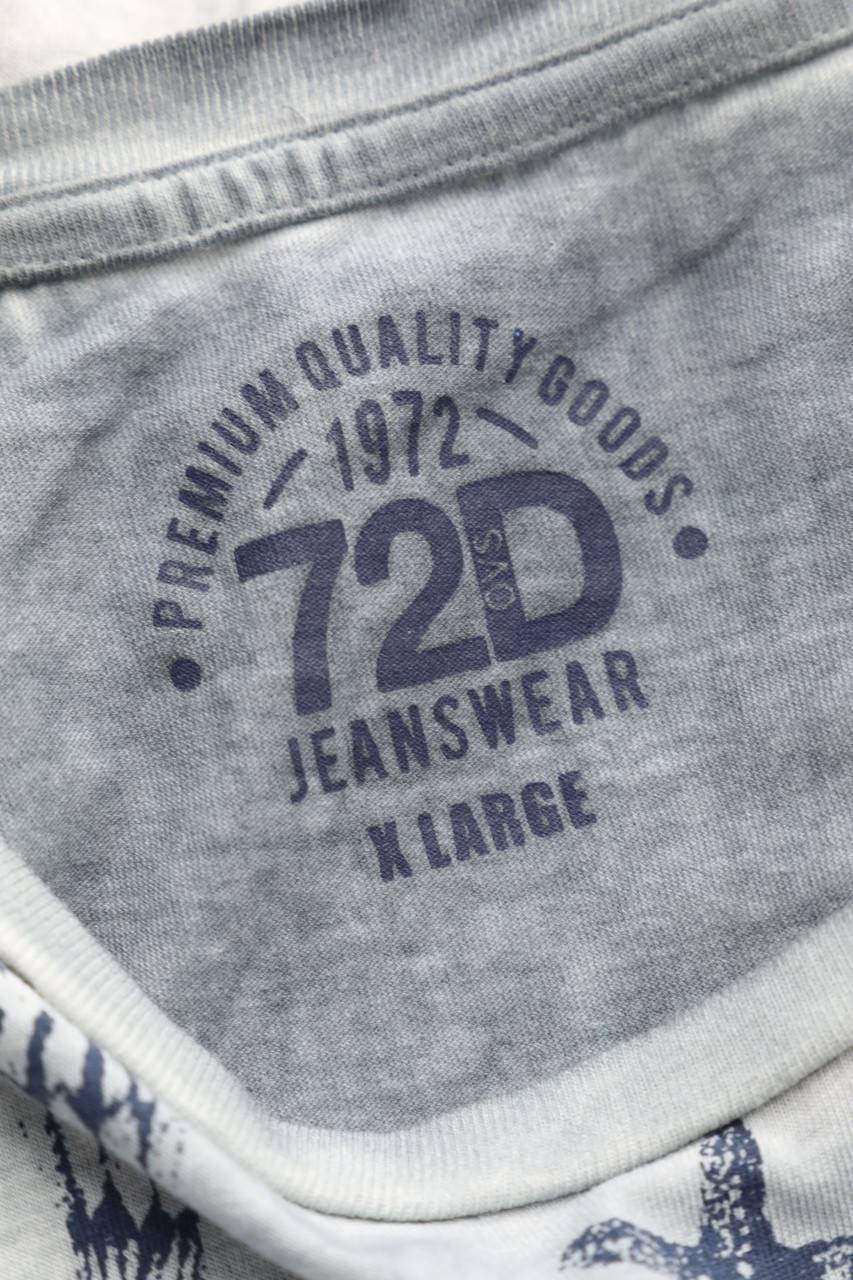 PREMIUM QUALITY GOODS
1972
72D
OVS
JEANSWEAR
X LARGE